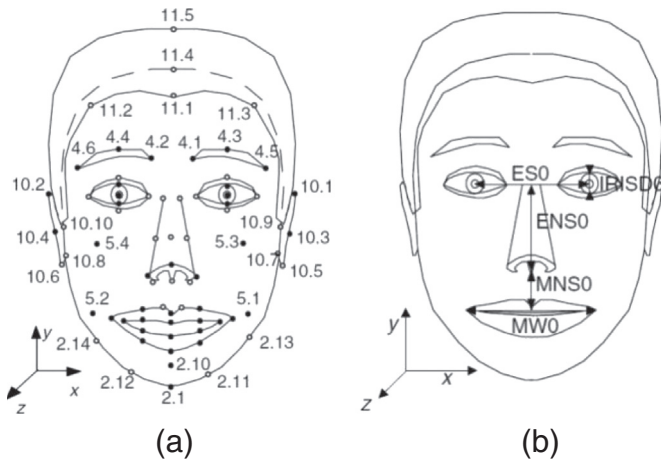 11.5
11.4
11.2 11.1 11.3
4.4 4.2 4.1 4.3
4.6 4.5
10.2 10.1
10.10 10.9
10.4 5.4 5.3 10.3
10.8 10.7
10.6 10.5
5.2 5.1
2.14 2.13
2.10
2.12 2.11
2.1
y
x
z
(a)
ES0
IRISD0
ENS0
MNS0
MW0
y
x
z
(b)